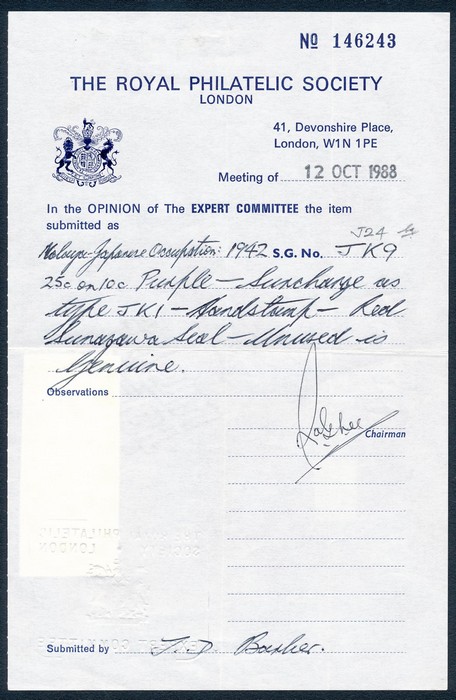 No 146243
THE ROYAL PHILATELIC SOCIETY
LONDON
41, Devonshire Place,
London, W1N 1PE
Meeting of 12 OCT 1988
In the OPINION of The EXPERT COMMITTEE the item
submitted as
J24
Malaya-Japanese Occupation: 1942 S.G. No. JK9
25c on 10c Purple — Surcharge as
type JK1 — Handstamp — Red
Sunagawa Seal — Unused is
Genuine.
Observations
Chairman
Submitted by J. D. Barker.